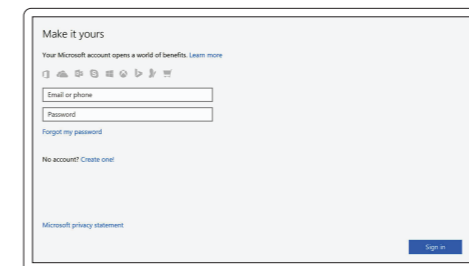 Make it yours
Your Microsoft account opens a world of benefits. Learn more
Email or phone
Password
Forgot my password
No account? Create one!
Microsoft privacy statement
Sign in